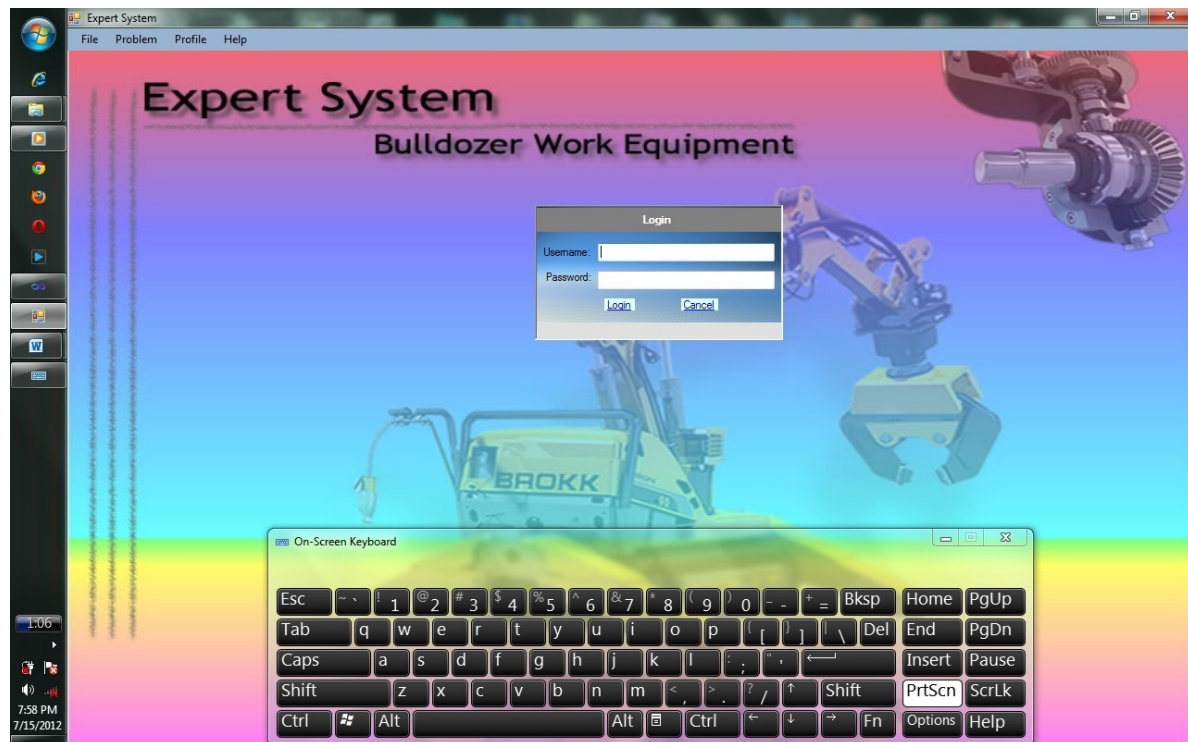 Expert System
File Problem Profile Help
Expert System
Bulldozer Work Equipment
Login
Username:
Password:
Login Cancel
BROKK
On-Screen Keyboard
Esc ~ ` ! 1 @ 2 # 3 $ 4 % 5 ^ 6 & 7 * 8 ( 9 ) 0 _ - + = Bksp Home PgUp
Tab q w e r t y u i o p { [ } ] | \ Del End PgDn
Caps a s d f g h j k l : ; " ' Insert Pause
Shift z x c v b n m < , > . ? / ↑ Shift PrtScn ScrLk
Ctrl Alt Alt Ctrl ← ↓ → Fn Options Help
1:06
7:58 PM
7/15/2012